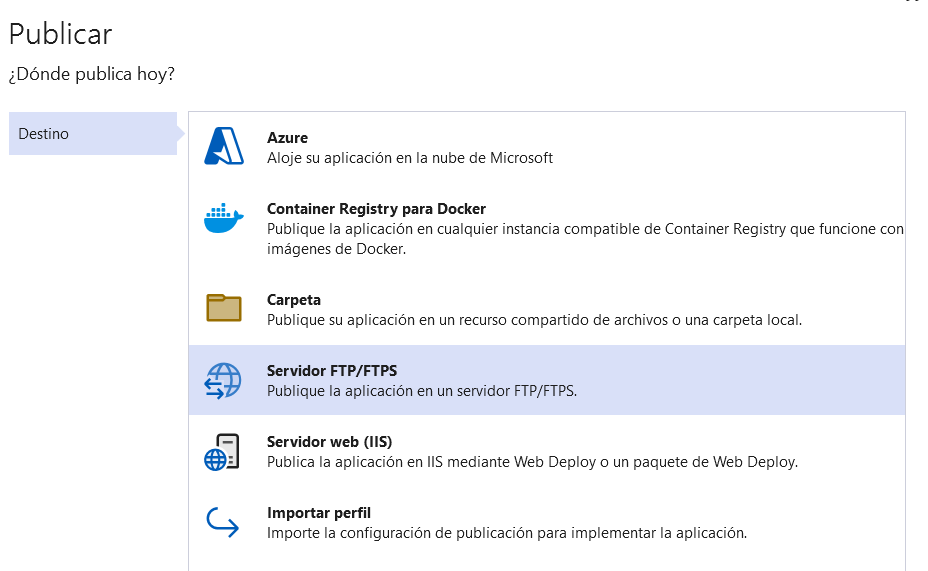 Publicar
¿Dónde publica hoy?
Destino
Azure
Aloje su aplicación en la nube de Microsoft
Container Registry para Docker
Publique la aplicación en cualquier instancia compatible de Container Registry que funcione con
imágenes de Docker.
Carpeta
Publique su aplicación en un recurso compartido de archivos o una carpeta local.
Servidor FTP/FTPS
Publique la aplicación en un servidor FTP/FTPS.
Servidor web (IIS)
Publica la aplicación en IIS mediante Web Deploy o un paquete de Web Deploy.
Importar perfil
Importe la configuración de publicación para implementar la aplicación.